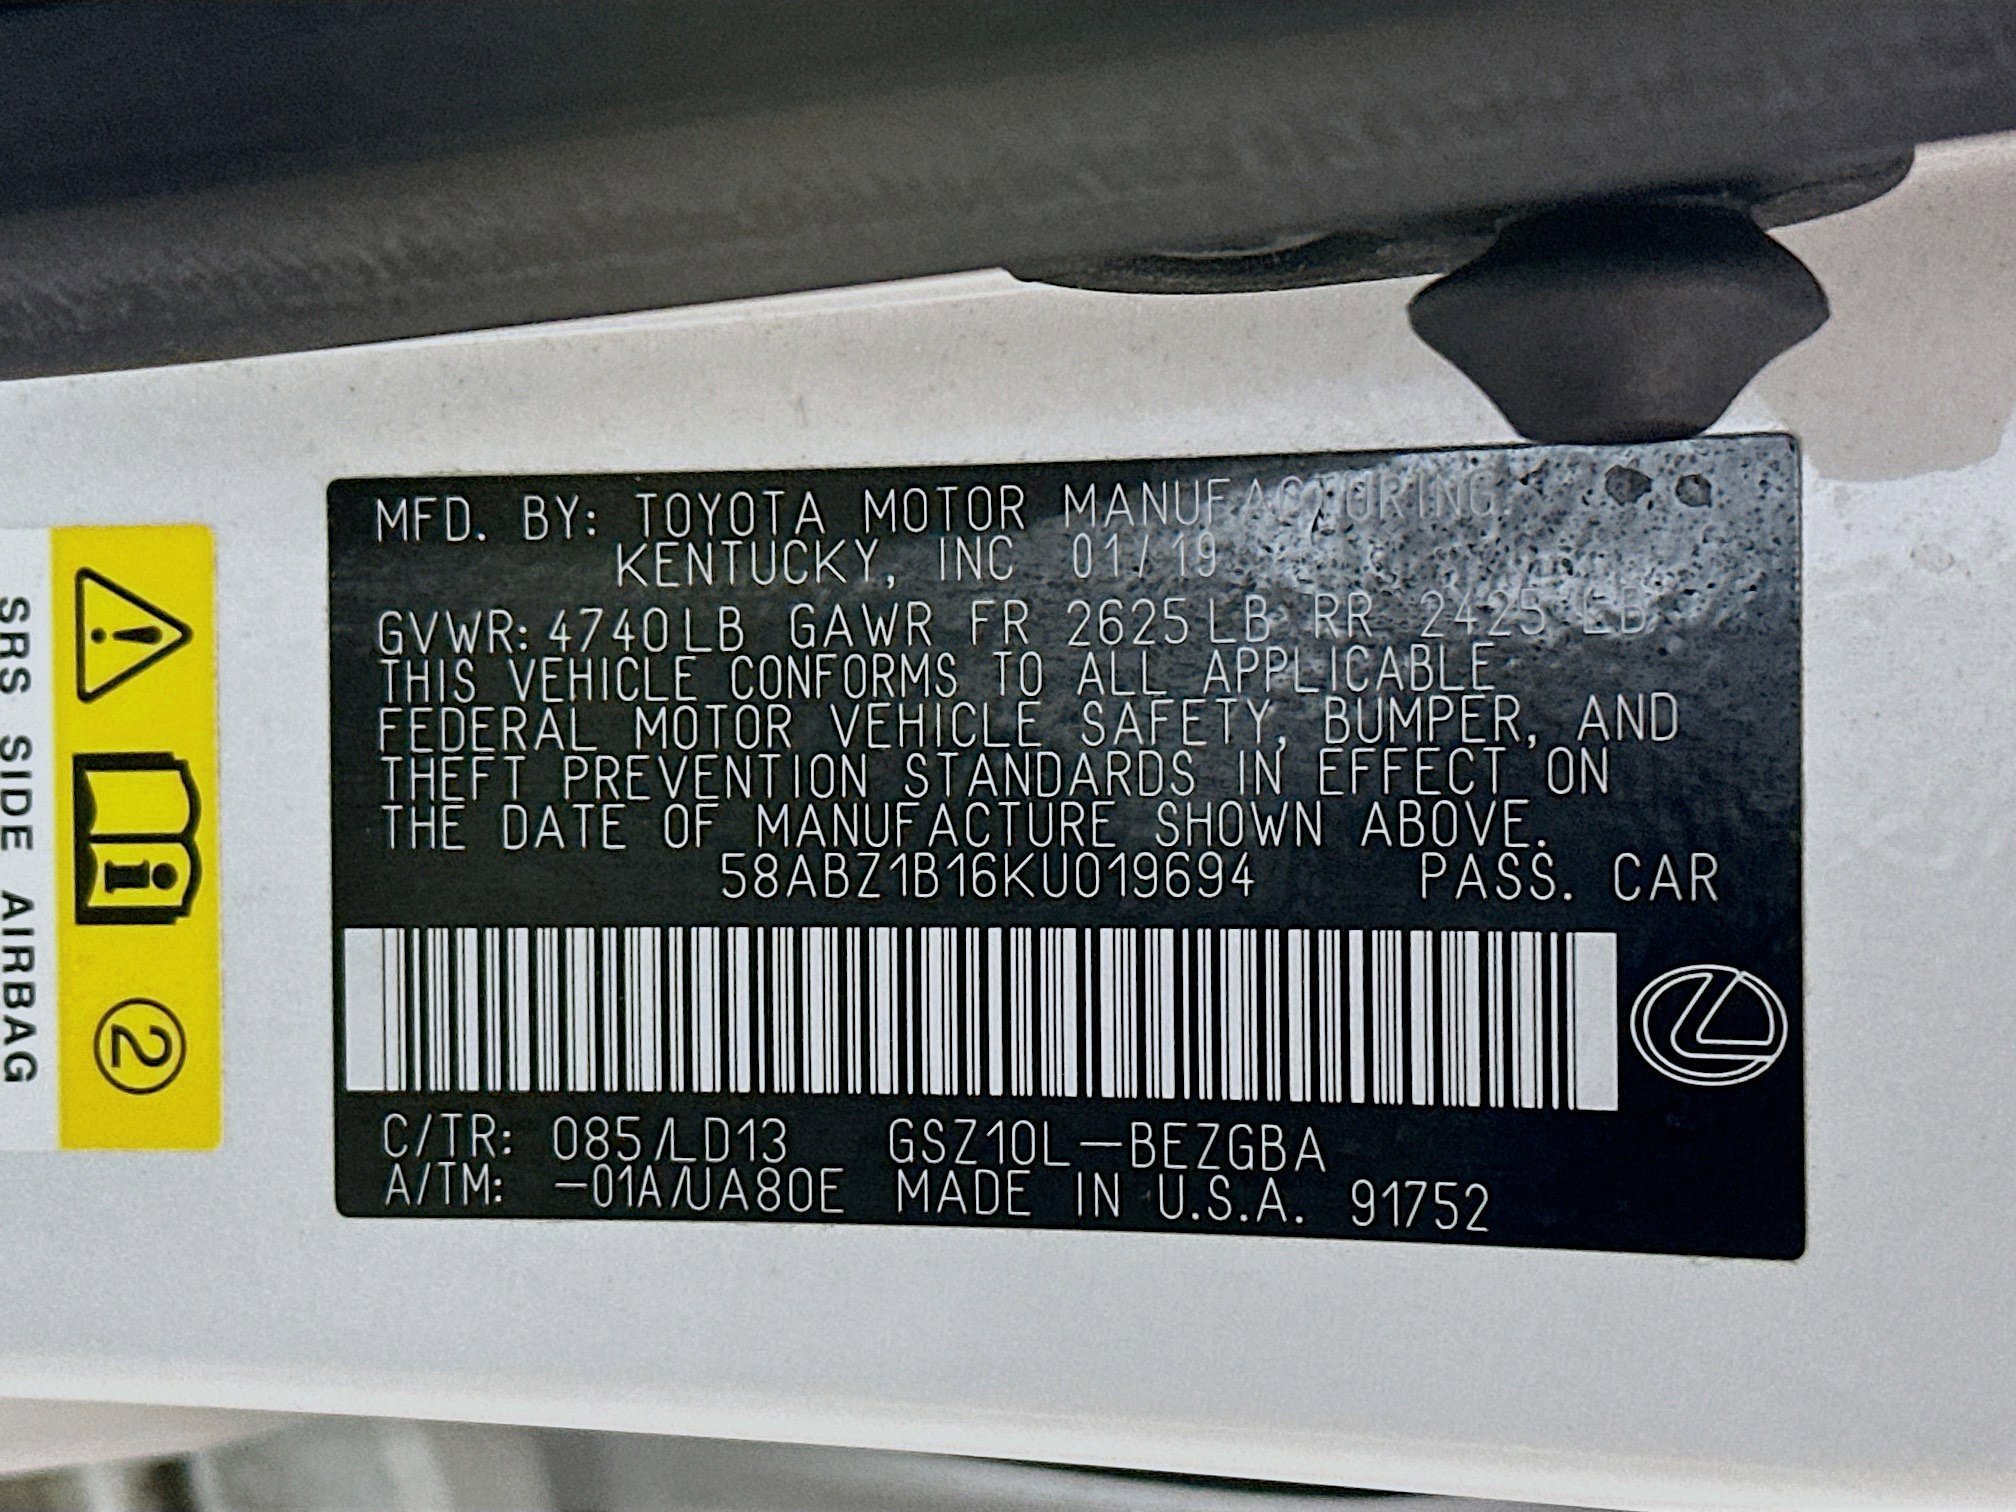 MFD. BY: TOYOTA MOTOR MANUFACTURING
KENTUCKY, INC 01/19
GVWR: 4740LB GAWR FR 2625LB RR 2425 LB
THIS VEHICLE CONFORMS TO ALL APPLICABLE
FEDERAL MOTOR VEHICLE SAFETY, BUMPER, AND
THEFT PREVENTION STANDARDS IN EFFECT ON
THE DATE OF MANUFACTURE SHOWN ABOVE.
58ABZ1B16KU019694 PASS. CAR
C/TR: 085/LD13 GSZ10L-BEZGBA
A/TM: -01A/UA80E MADE IN U.S.A. 91752
SRS SIDE AIRBAG
2